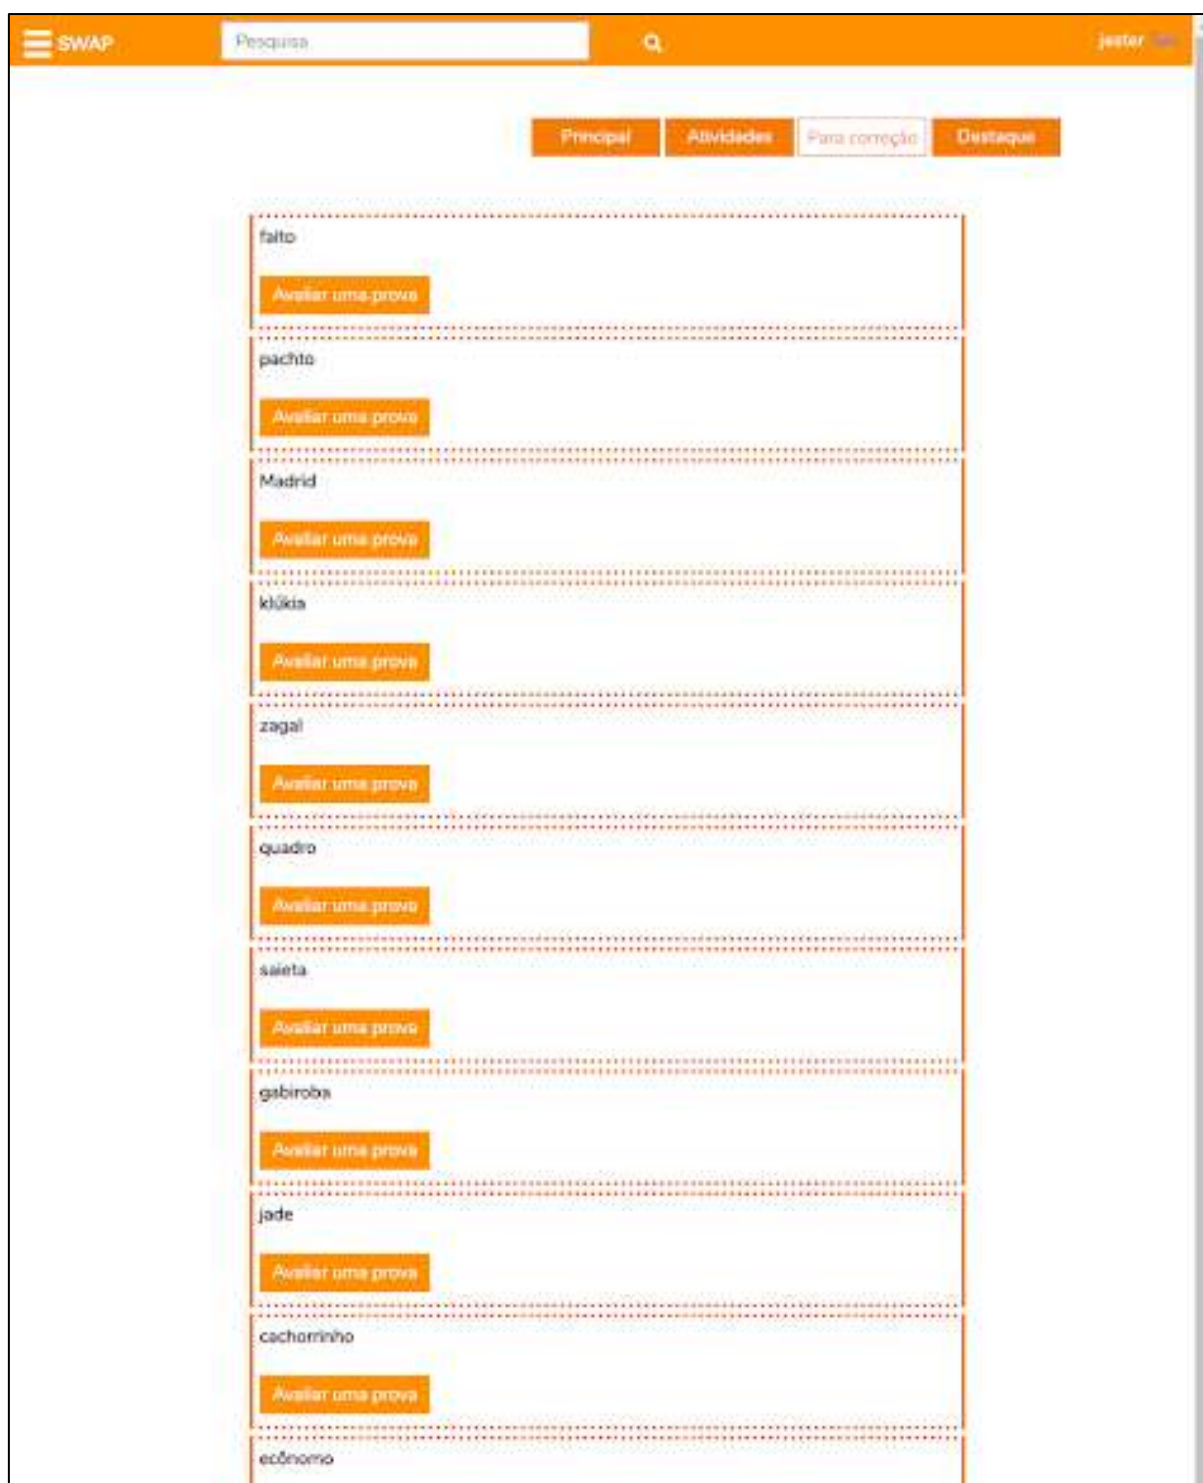 SWAP Pesquisa jester
Principal Atividades Para correção Destaque
falto
Avaliar uma prova
pachto
Avaliar uma prova
Madrid
Avaliar uma prova
klúkia
Avaliar uma prova
zagal
Avaliar uma prova
quadro
Avaliar uma prova
saieta
Avaliar uma prova
gabiroba
Avaliar uma prova
jade
Avaliar uma prova
cachorrinho
Avaliar uma prova
ecônomo